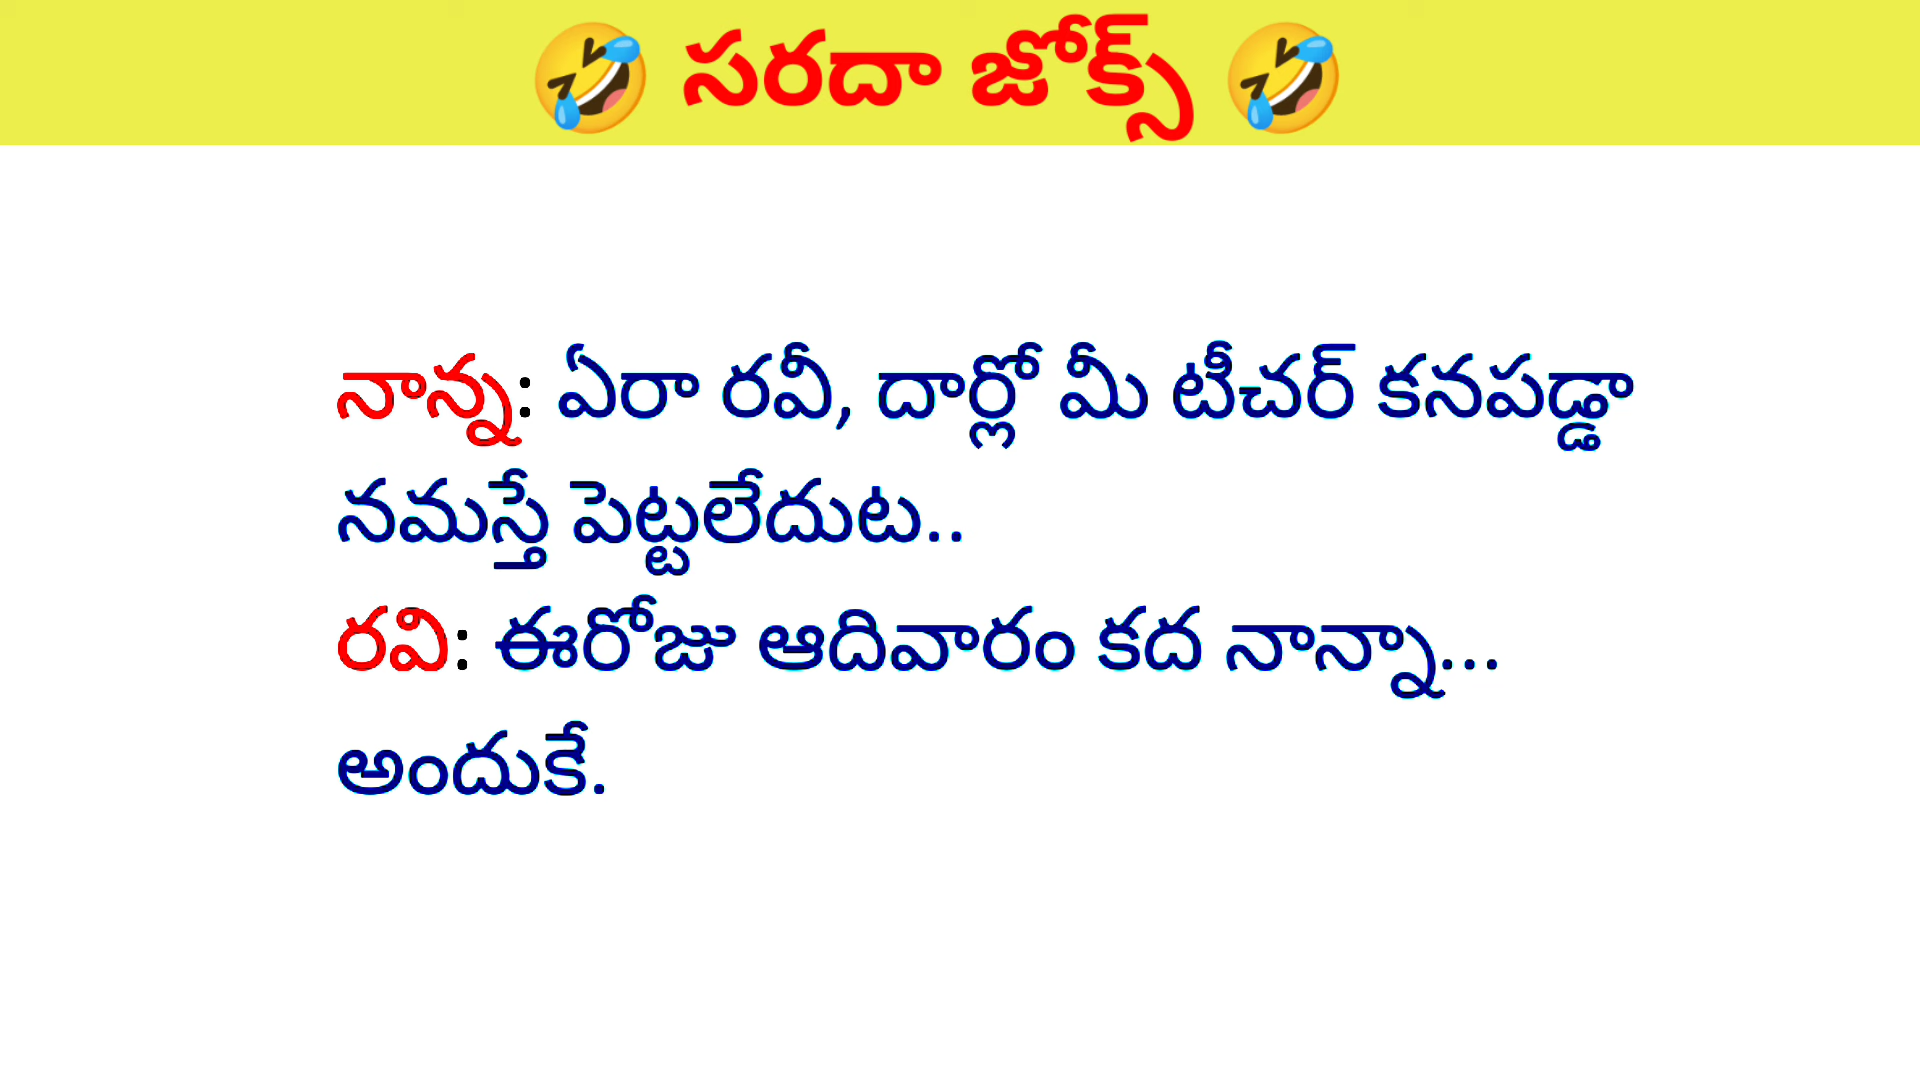 🤣 సరదా జోక్స్ 🤣
నాన్న: ఏరా రవీ, దార్లో మీ టీచర్ కనపడ్డా
నమస్తే పెట్టలేదుట..
రవి: ఈరోజు ఆదివారం కద నాన్నా...
అందుకే.